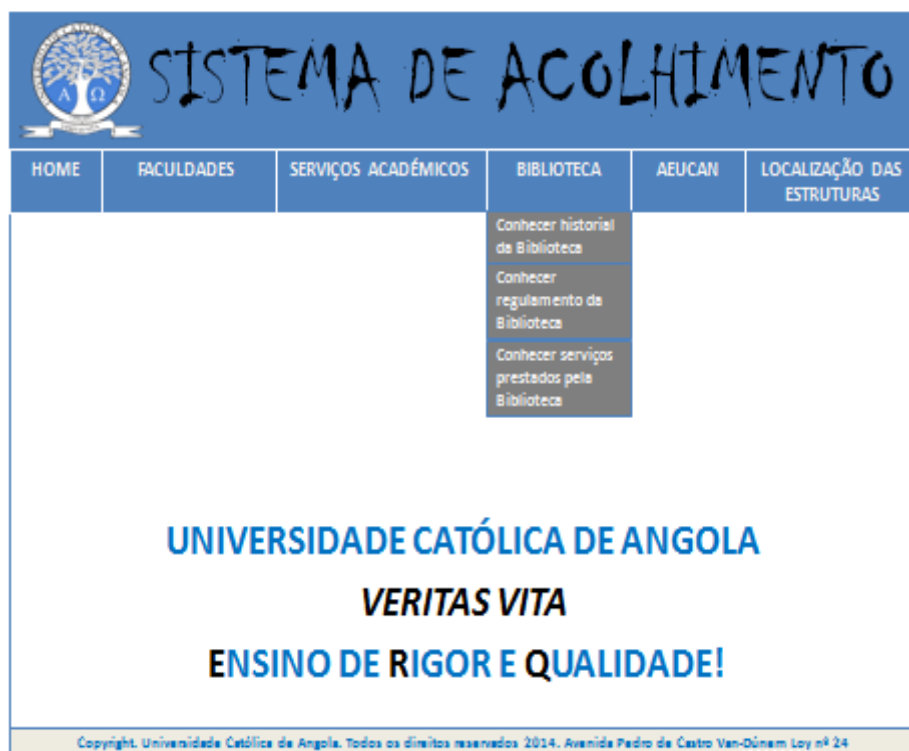 SISTEMA DE ACOLHIMENTO
HOME FACULDADES SERVIÇOS ACADÉMICOS BIBLIOTECA AEUCAN LOCALIZAÇÃO DAS
ESTRUTURAS
Conhecer historial
da Biblioteca
Conhecer
regulamento da
Biblioteca
Conhecer serviços
prestados pela
Biblioteca
UNIVERSIDADE CATÓLICA DE ANGOLA
VERITAS VITA
ENSINO DE RIGOR E QUALIDADE!
Copyright. Universidade Católica de Angola. Todos os direitos reservados 2014. Avenida Pedro de Castro Van-Dúnem Loy nº 24